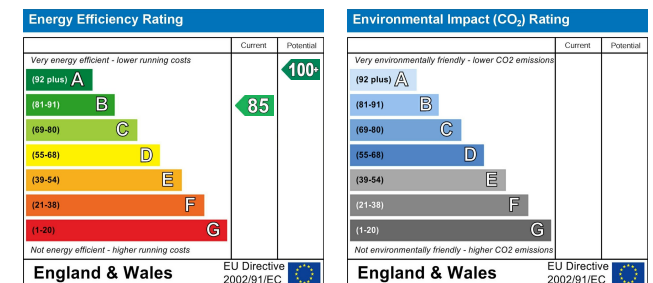 Energy Efficiency Rating
Current Potential
Very energy efficient - lower running costs
(92 plus) A
100+
(81-91) B
85
(69-80) C
(55-68) D
(39-54) E
(21-38) F
(1-20) G
Not energy efficient - higher running costs
England & Wales
EU Directive
2002/91/EC
Environmental Impact (CO2) Rating
Current Potential
Very environmentally friendly - lower CO2 emissions
(92 plus) A
(81-91) B
(69-80) C
(55-68) D
(39-54) E
(21-38) F
(1-20) G
Not environmentally friendly - higher CO2 emissions
England & Wales
EU Directive
2002/91/EC